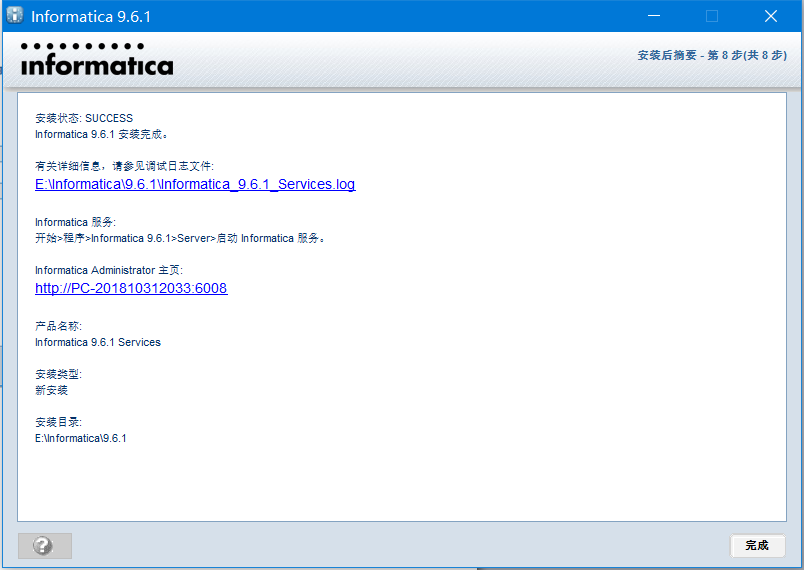 Informatica 9.6.1
informatica
安装后摘要 - 第 8 步(共 8 步)
安装状态: SUCCESS
Informatica 9.6.1 安装完成。
有关详细信息，请参见调试日志文件:
E:\Informatica\9.6.1\Informatica_9.6.1_Services.log
Informatica 服务:
开始>程序>Informatica 9.6.1>Server>启动 Informatica 服务。
Informatica Administrator 主页:
http://PC-201810312033:6008
产品名称:
Informatica 9.6.1 Services
安装类型:
新安装
安装目录:
E:\Informatica\9.6.1
?
完成